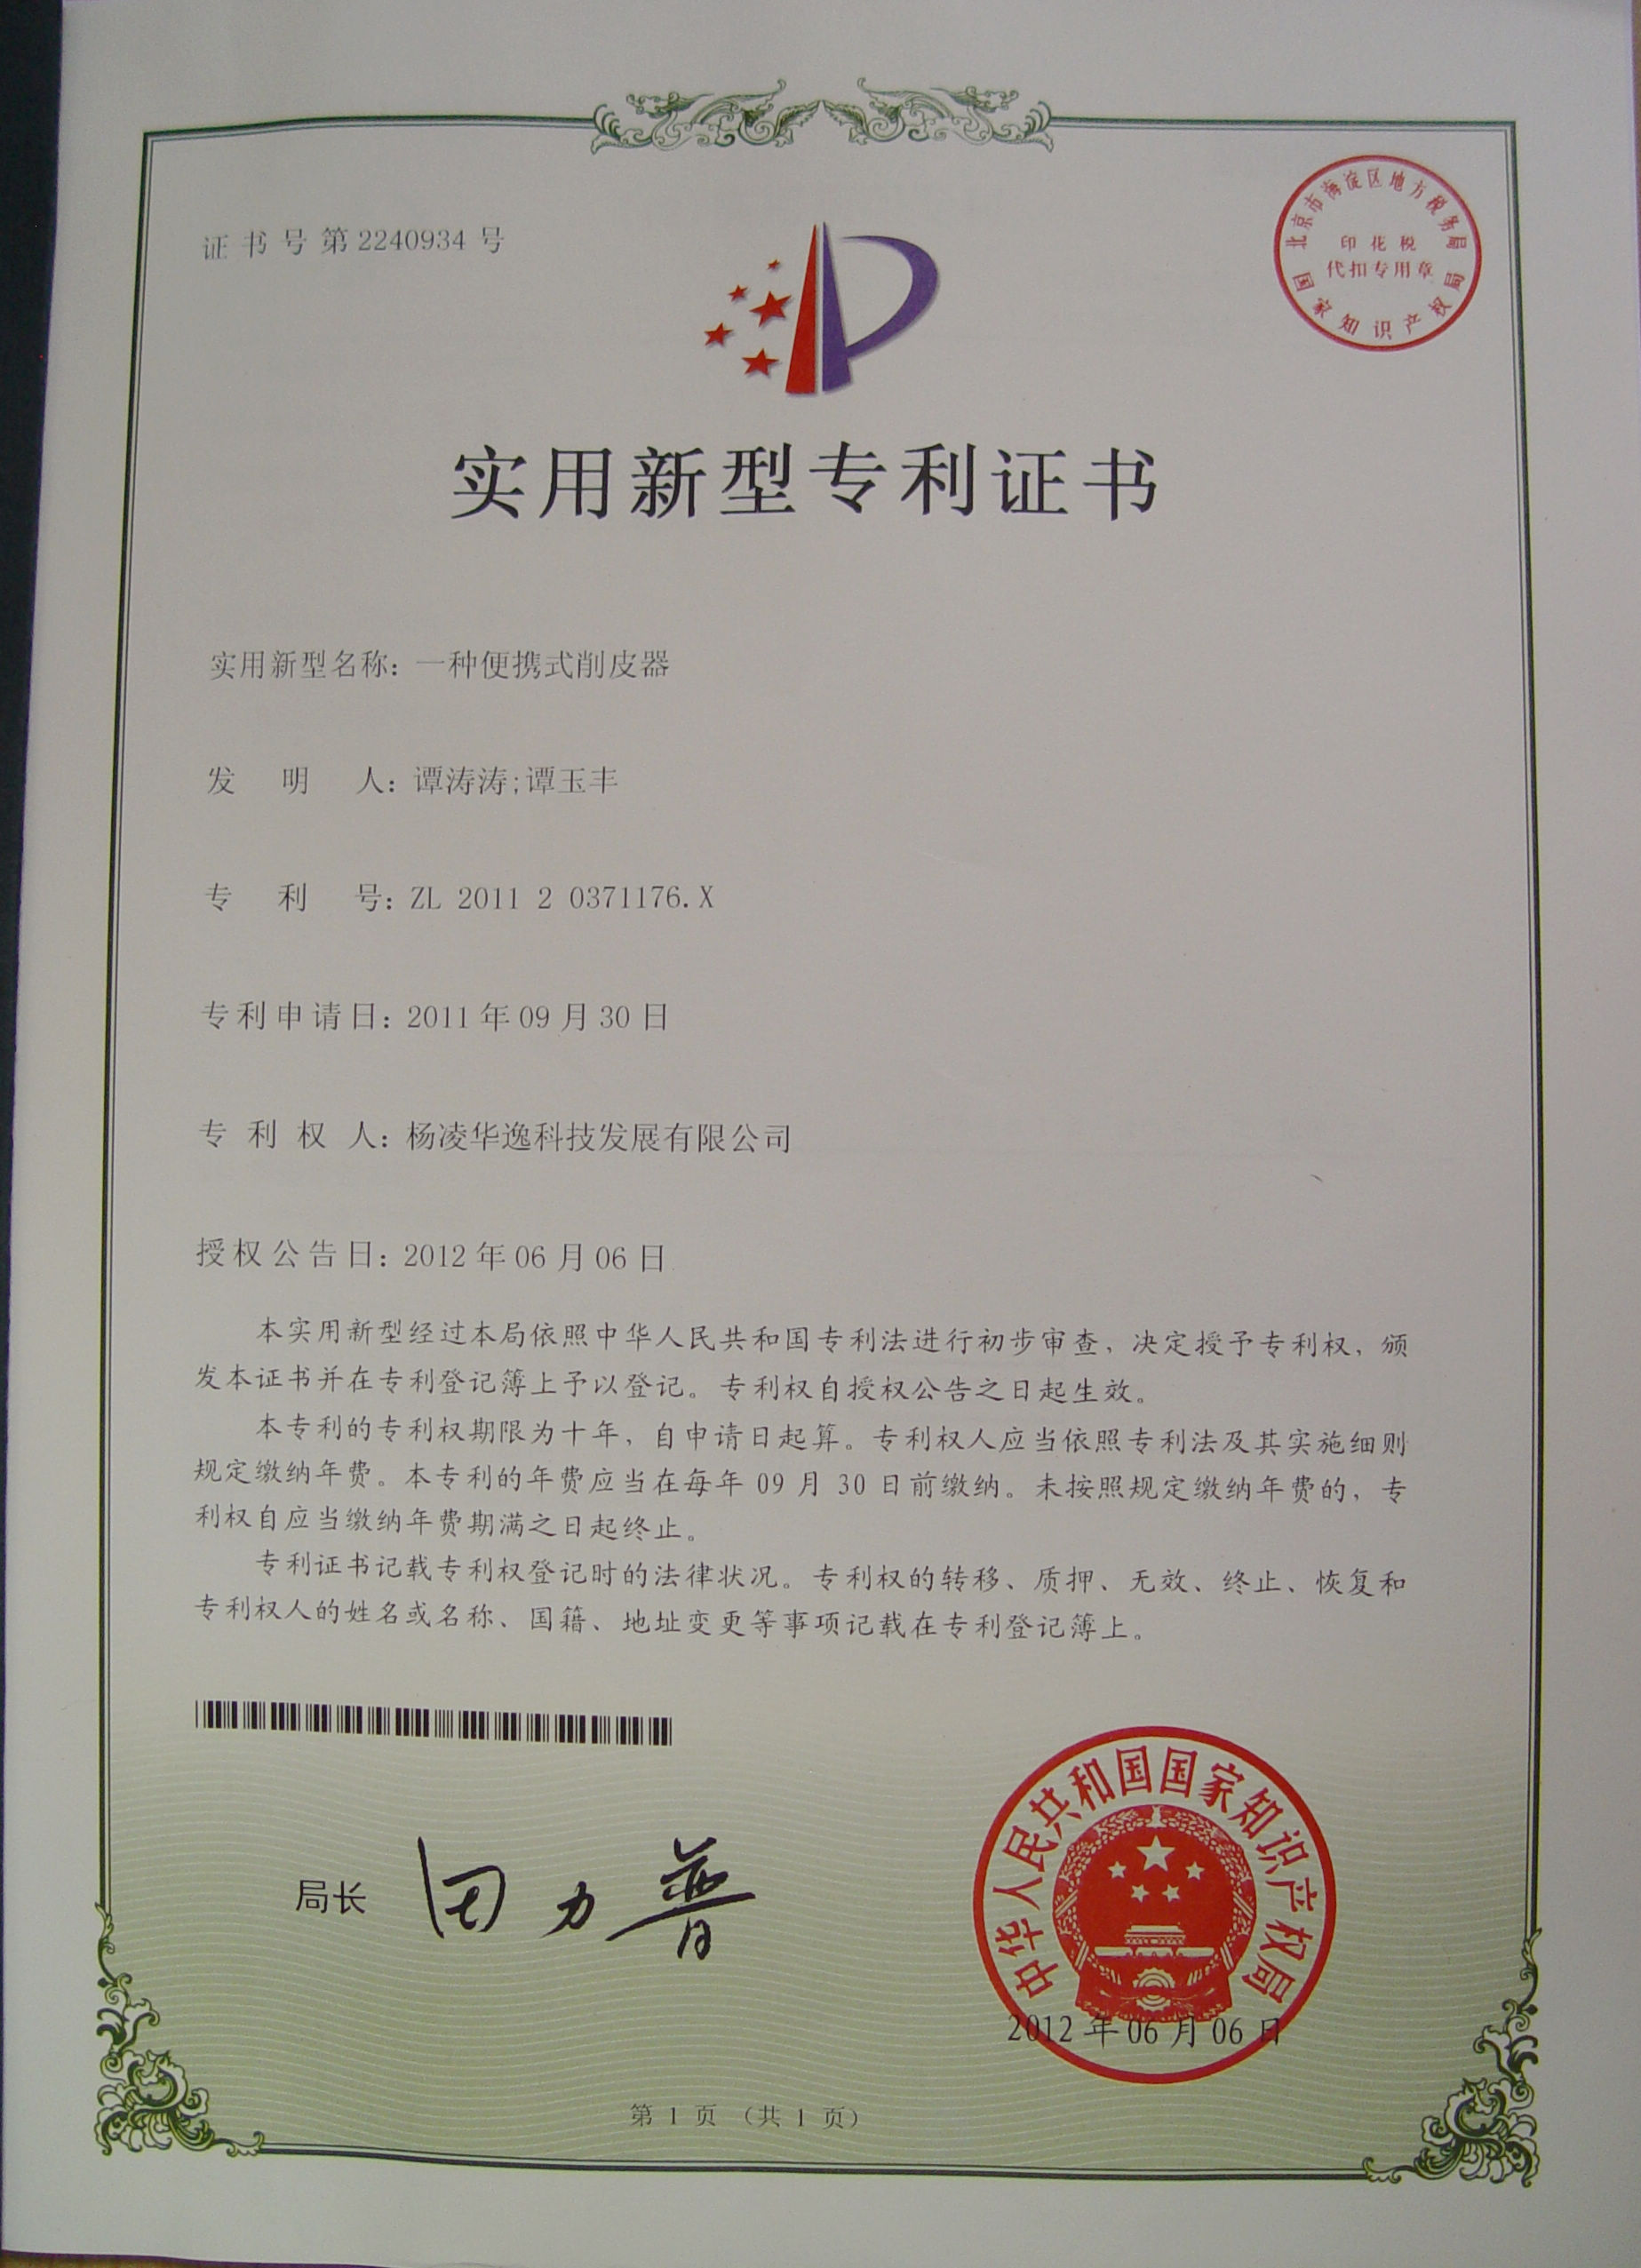 证书号第2240934号
北京市海淀区地方税务局
印花税
代扣专用章
国家知识产权局
实用新型专利证书
实用新型名称：一种便携式削皮器
发明人：谭涛涛;谭玉丰
专利号：ZL 2011 2 0371176.X
专利申请日：2011年09月30日
专利权人：杨凌华逸科技发展有限公司
授权公告日：2012年06月06日
本实用新型经过本局依照中华人民共和国专利法进行初步审查，决定授予专利权，颁
发本证书并在专利登记簿上予以登记。专利权自授权公告之日起生效。
本专利的专利权期限为十年，自申请日起算。专利权人应当依照专利法及其实施细则
规定缴纳年费。本专利的年费应当在每年 09 月 30 日前缴纳。未按照规定缴纳年费的，专
利权自应当缴纳年费期满之日起终止。
专利证书记载专利权登记时的法律状况。专利权的转移、质押、无效、终止、恢复和
专利权人的姓名或名称、国籍、地址变更等事项记载在专利登记簿上。
局长 田力普
中华人民共和国国家知识产权局
2012年06月06日
第 1 页 （共 1 页）